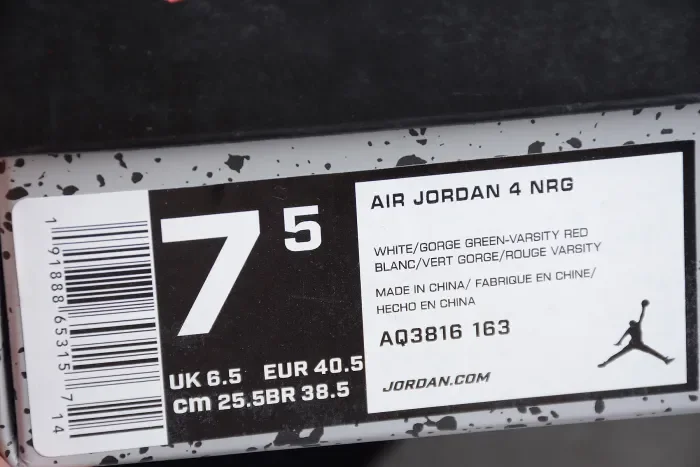 1 91888 65315 7 14
7 5
UK 6.5 EUR 40.5
cm 25.5BR 38.5
AIR JORDAN 4 NRG
WHITE/GORGE GREEN-VARSITY RED
BLANC/VERT GORGE/ROUGE VARSITY
MADE IN CHINA/ FABRIQUE EN CHINE/
HECHO EN CHINA
AQ3816 163
JORDAN.COM